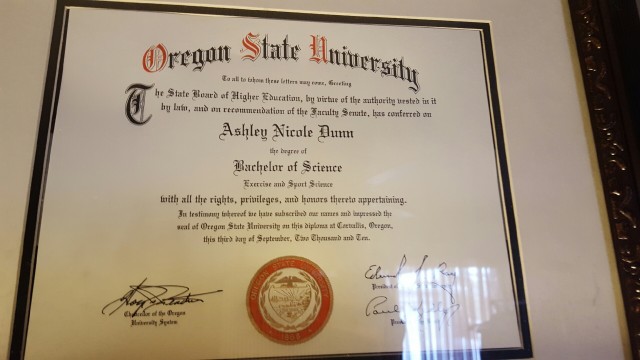 Oregon State University
To all to whom these letters may come, Greeting
The State Board of Higher Education, by virtue of the authority vested in it
by law, and on recommendation of the Faculty Senate, has conferred on
Ashley Nicole Dunn
the degree of
Bachelor of Science
Exercise and Sport Science
with all the rights, privileges, and honors thereto appertaining.
In testimony whereof we have subscribed our names and impressed the
seal of Oregon State University on this diploma at Corvallis, Oregon,
this third day of September, Two Thousand and Ten.
OREGON STATE
Chancellor of the Oregon
University System